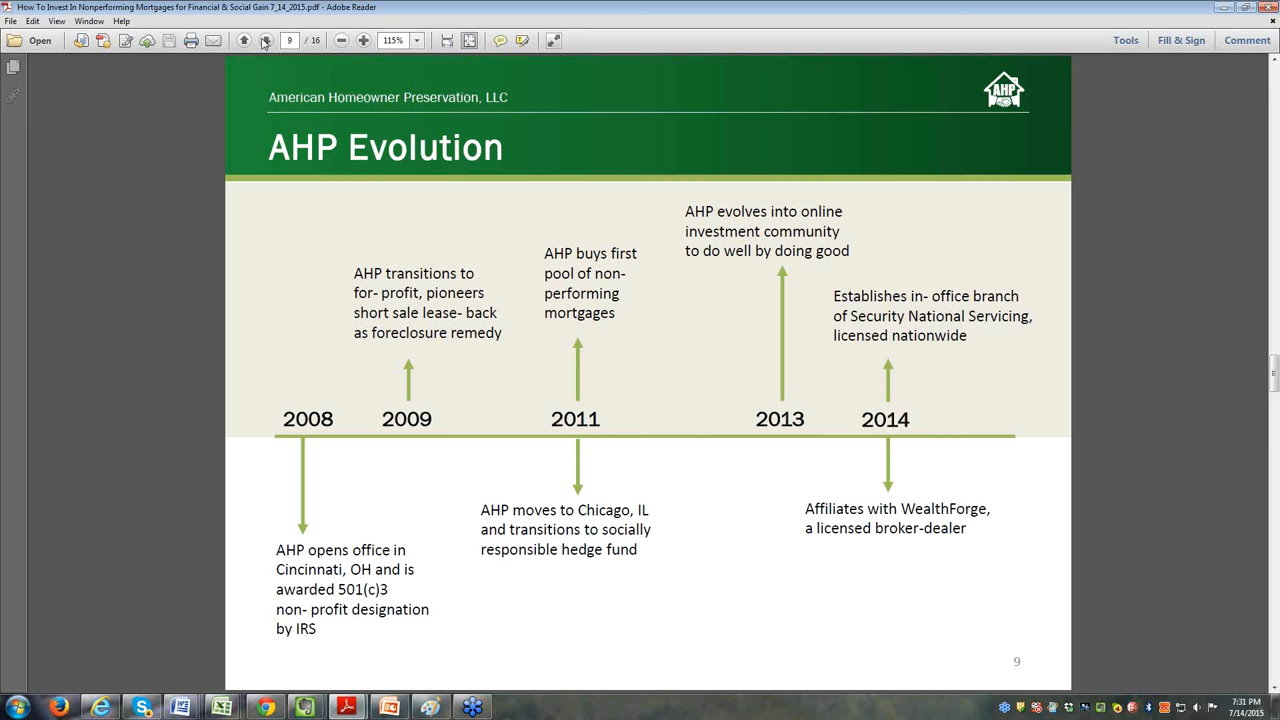 How To Invest In Nonperforming Mortgages for Financial & Social Gain 7_14_2015.pdf - Adobe Reader
File Edit View Window Help
Open 9 / 16 115% Tools Fill & Sign Comment
American Homeowner Preservation, LLC
AHP
AHP Evolution
AHP transitions to
for- profit, pioneers
short sale lease- back
as foreclosure remedy
AHP buys first
pool of non-
performing
mortgages
AHP evolves into online
investment community
to do well by doing good
Establishes in- office branch
of Security National Servicing,
licensed nationwide
2008 2009 2011 2013 2014
AHP opens office in
Cincinnati, OH and is
awarded 501(c)3
non- profit designation
by IRS
AHP moves to Chicago, IL
and transitions to socially
responsible hedge fund
Affiliates with WealthForge,
a licensed broker-dealer
9
7:31 PM
7/14/2015